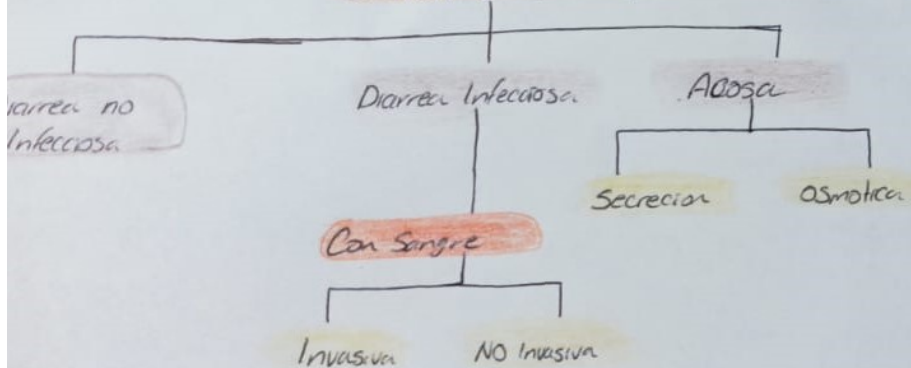 iarrea no
Infecciosa
Diarrea Infecciosa
Acosa
Secrecion
Osmotica
Con Sangre
Invasiva
NO Invasiva